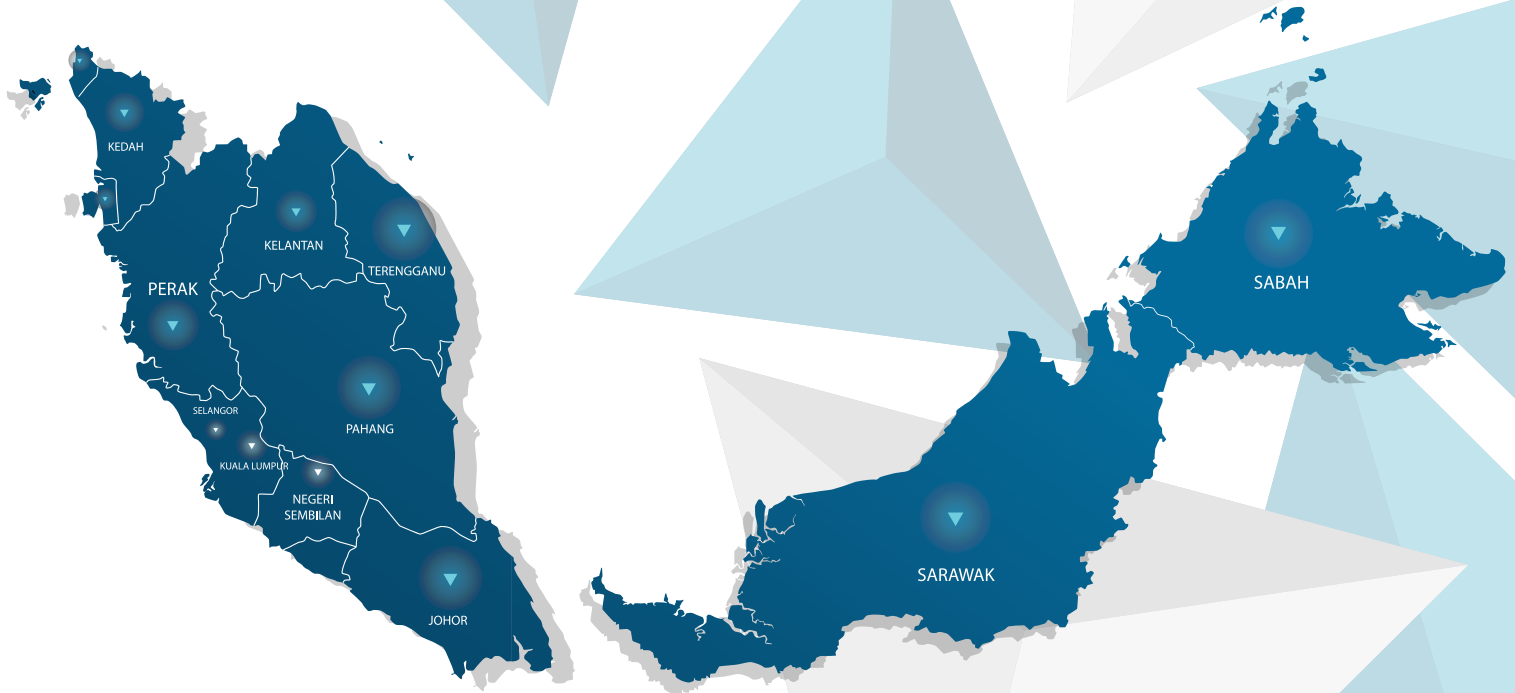 KEDAH
KELANTAN
TERENGGANU
PERAK
SABAH
SELANGOR
PAHANG
KUALA LUMPUR
NEGERI
SEMBILAN
SARAWAK
JOHOR